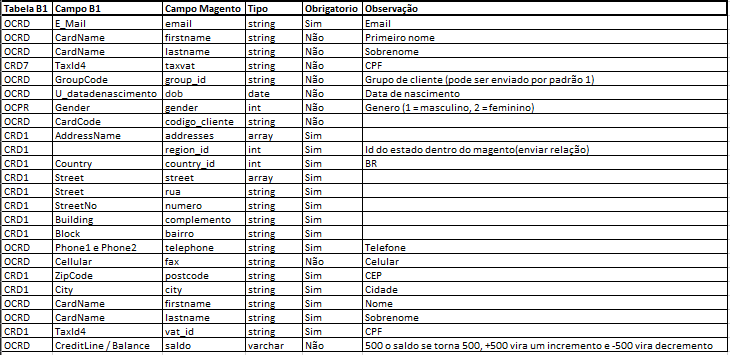 Tabela B1 Campo B1 Campo Magento Tipo Obrigatorio Observação
OCRD E_Mail email string Sim Email
OCRD CardName firstname string Não Primeiro nome
OCRD CardName lastname string Não Sobrenome
CRD7 TaxId4 taxvat string Não CPF
OCRD GroupCode group_id string Não Grupo de cliente (pode ser enviado por padrão 1)
OCRD U_datadenascimento dob date Não Data de nascimento
OCPR Gender gender int Não Genero (1 = masculino, 2 = feminino)
OCRD CardCode codigo_cliente string Não
CRD1 AddressName addresses array Sim
CRD1 region_id int Sim Id do estado dentro do magento(enviar relação)
CRD1 Country country_id int Sim BR
CRD1 Street street array Sim
CRD1 Street rua string Sim
CRD1 StreetNo numero string Sim
CRD1 Building complemento string Sim
CRD1 Block bairro string Sim
OCRD Phone1 e Phone2 telephone string Sim Telefone
OCRD Cellular fax string Não Celular
CRD1 ZipCode postcode string Sim CEP
CRD1 City city string Sim Cidade
OCRD CardName firstname string Sim Nome
OCRD CardName lastname string Sim Sobrenome
CRD1 TaxId4 vat_id string Sim CPF
OCRD CreditLine / Balance saldo varchar Não 500 o saldo se torna 500, +500 vira um incremento e -500 vira decremento